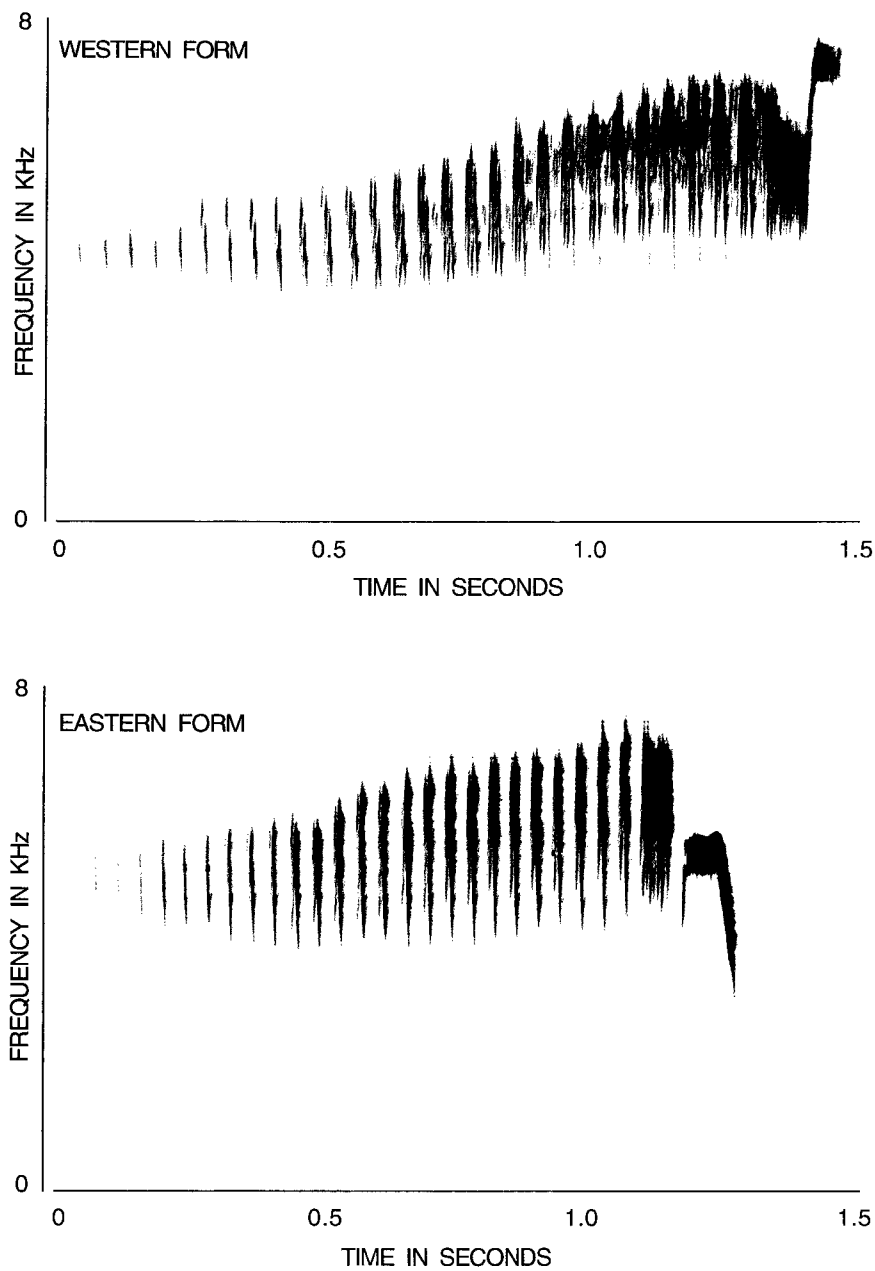 8
WESTERN FORM
FREQUENCY IN KHz
0
0 0.5 1.0 1.5
TIME IN SECONDS
8
EASTERN FORM
FREQUENCY IN KHz
0
0 0.5 1.0 1.5
TIME IN SECONDS